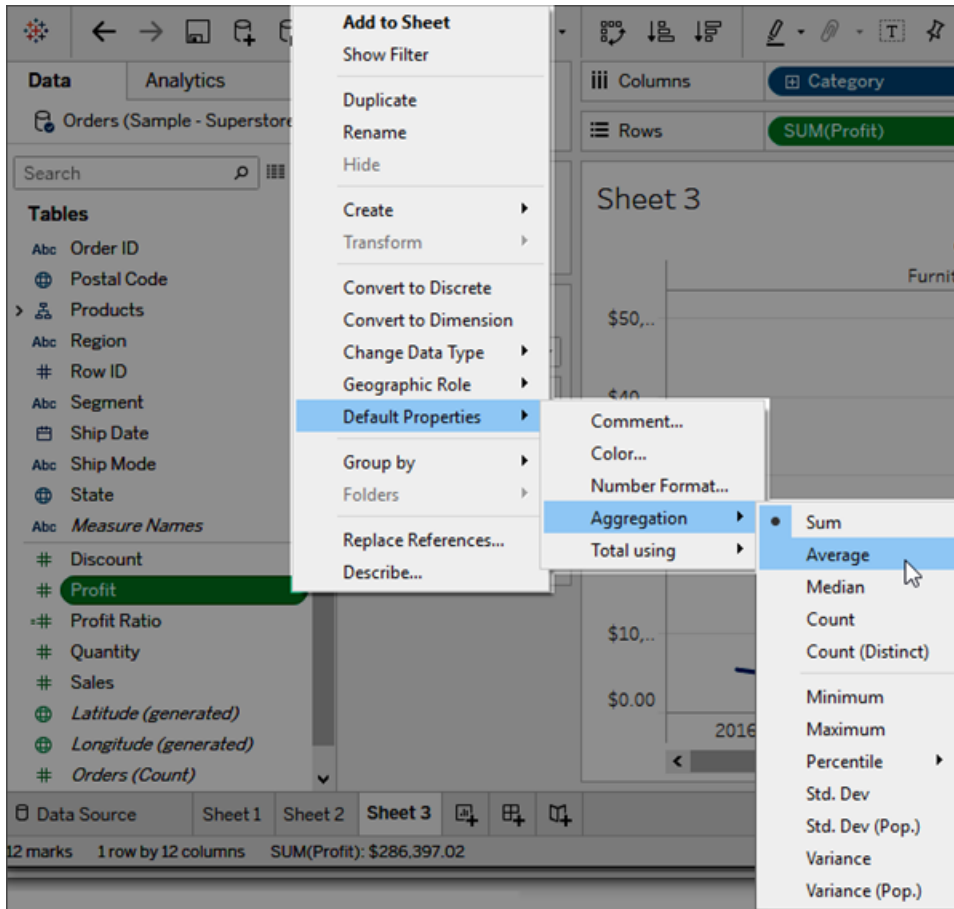 Data
Analytics
Orders (Sample - Superstore
Search
Tables
Abc Order ID
Postal Code
Products
Abc Region
# Row ID
Abc Segment
Ship Date
Abc Ship Mode
State
Abc Measure Names
# Discount
# Profit
=# Profit Ratio
# Quantity
# Sales
Latitude (generated)
Longitude (generated)
# Orders (Count)
Add to Sheet
Show Filter
Duplicate
Rename
Hide
Create
Transform
Convert to Discrete
Convert to Dimension
Change Data Type
Geographic Role
Default Properties
Group by
Folders
Replace References...
Describe...
Comment...
Color...
Number Format...
Aggregation
Total using
Sum
Average
Median
Count
Count (Distinct)
Minimum
Maximum
Percentile
Std. Dev
Std. Dev (Pop.)
Variance
Variance (Pop.)
T
Columns
Category
Rows
SUM(Profit)
Sheet 3
Furnit
$50,..
$10,..
$0.00
2016
Data Source
Sheet 1
Sheet 2
Sheet 3
12 marks 1 row by 12 columns SUM(Profit): $286,397.02